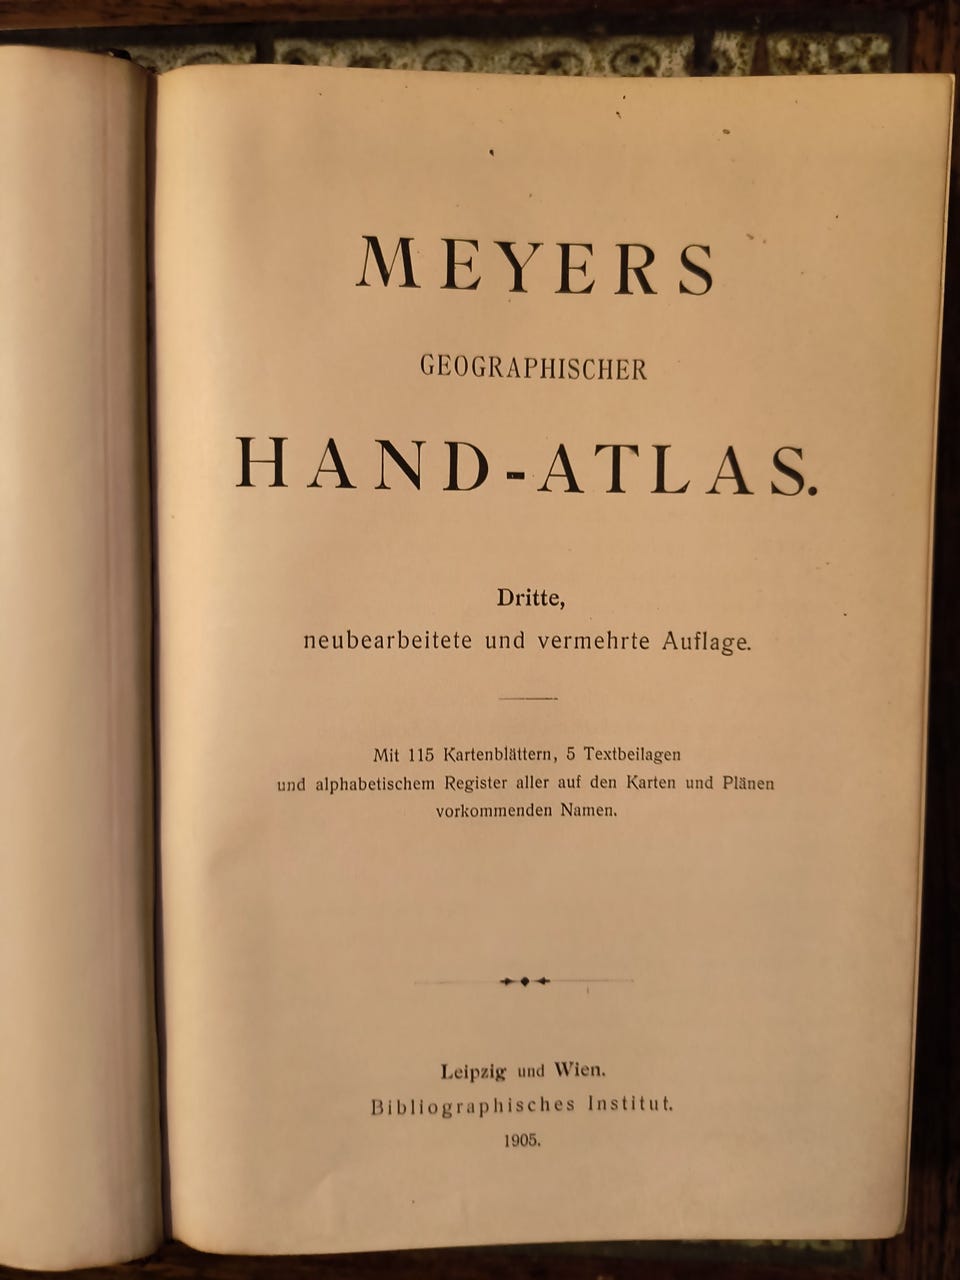 MEYERS
GEOGRAPHISCHER
HAND-ATLAS.
Dritte,
neubearbeitete und vermehrte Auflage.
Mit 115 Kartenblättern, 5 Textbeilagen
und alphabetischem Register aller auf den Karten und Plänen
vorkommenden Namen.
Leipzig und Wien.
Bibliographisches Institut.
1905.